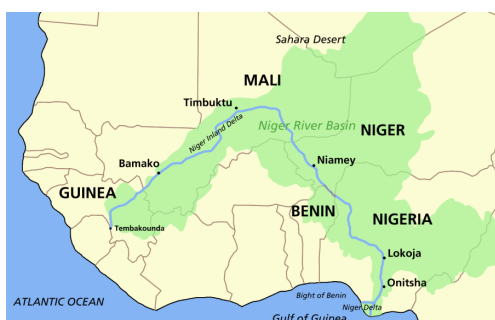 Sahara Desert
MALI
Timbuktu
Niger Inland Delta
Niger River Basin
NIGER
Bamako
Niamey
GUINEA
BENIN
NIGERIA
Tembakounda
Lokoja
Onitsha
ATLANTIC OCEAN
Bight of Benin
Niger Delta
Gulf of Guinea